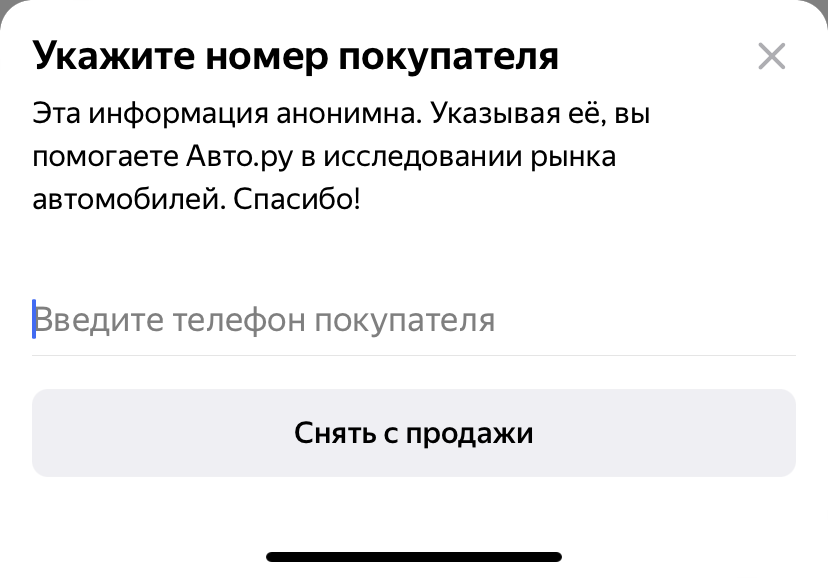 Укажите номер покупателя
Эта информация анонимна. Указывая её, вы
помогаете Авто.ру в исследовании рынка
автомобилей. Спасибо!
Введите телефон покупателя
Снять с продажи